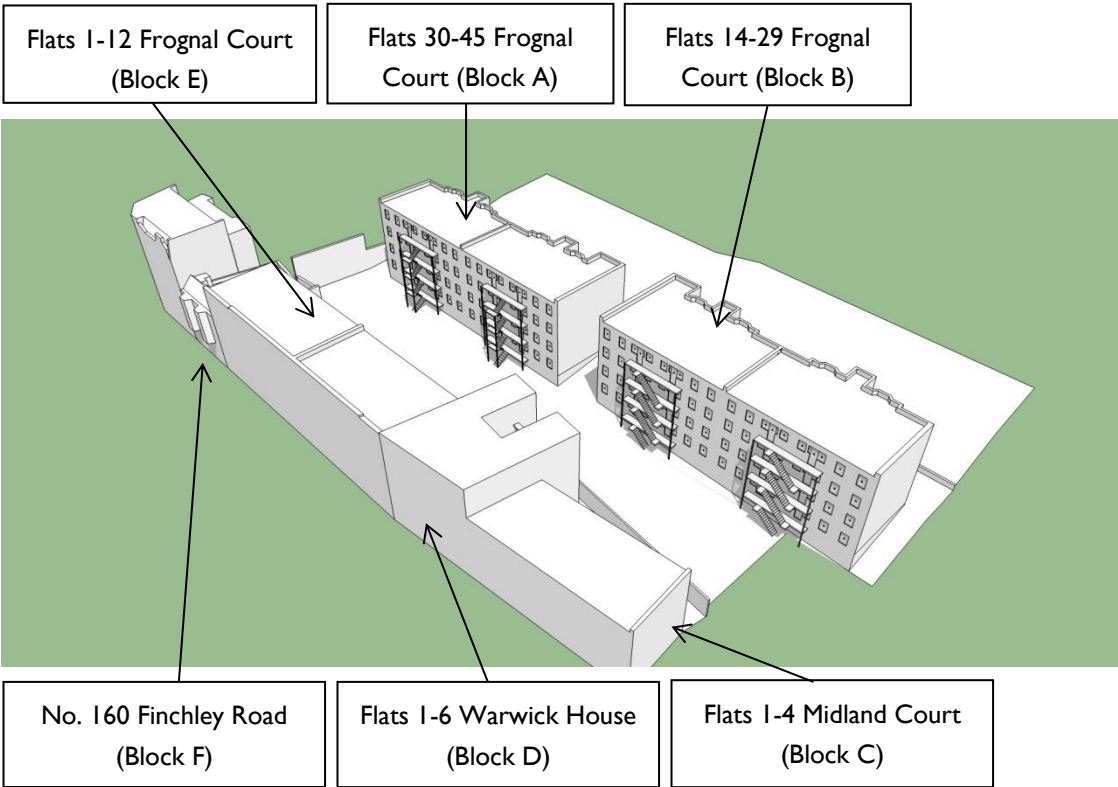 Flats 1-12 Frognal Court
(Block E)
Flats 30-45 Frognal
Court (Block A)
Flats 14-29 Frognal
Court (Block B)
No. 160 Finchley Road
(Block F)
Flats 1-6 Warwick House
(Block D)
Flats 1-4 Midland Court
(Block C)